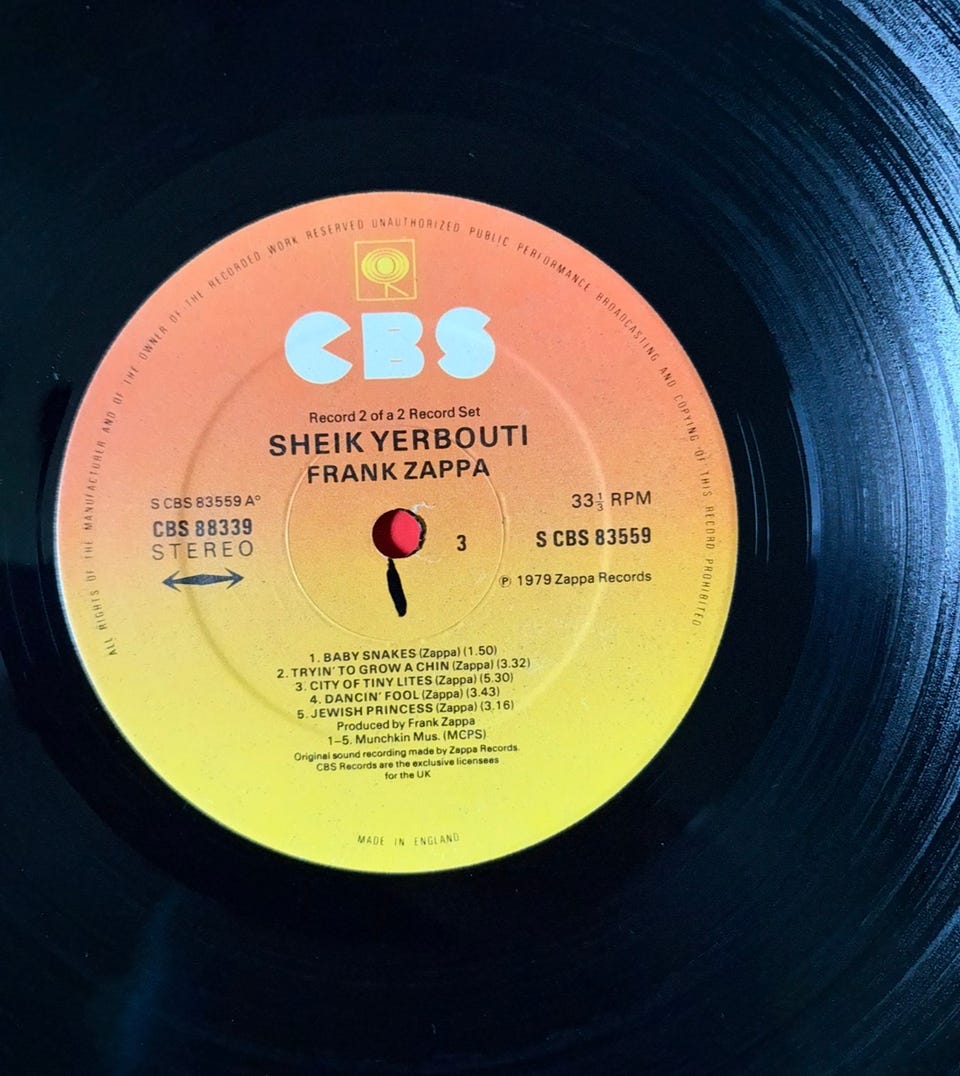 ALL RIGHTS OF THE MANUFACTURER AND OF THE OWNER OF THE RECORDED WORK RESERVED UNAUTHORIZED PUBLIC PERFORMANCE BROADCASTING AND COPYING OF THIS RECORD PROHIBITED
CBS
Record 2 of a 2 Record Set
SHEIK YERBOUTI
FRANK ZAPPA
S CBS 83559 A°
CBS 88339
STEREO
33⅓ RPM
3
S CBS 83559
℗ 1979 Zappa Records
1. BABY SNAKES (Zappa) (1.50)
2. TRYIN' TO GROW A CHIN (Zappa) (3.32)
3. CITY OF TINY LITES (Zappa) (5.30)
4. DANCIN' FOOL (Zappa) (3.43)
5. JEWISH PRINCESS (Zappa) (3.16)
Produced by Frank Zappa
1–5. Munchkin Mus. (MCPS)
Original sound recording made by Zappa Records.
CBS Records are the exclusive licensees
for the UK
MADE IN ENGLAND